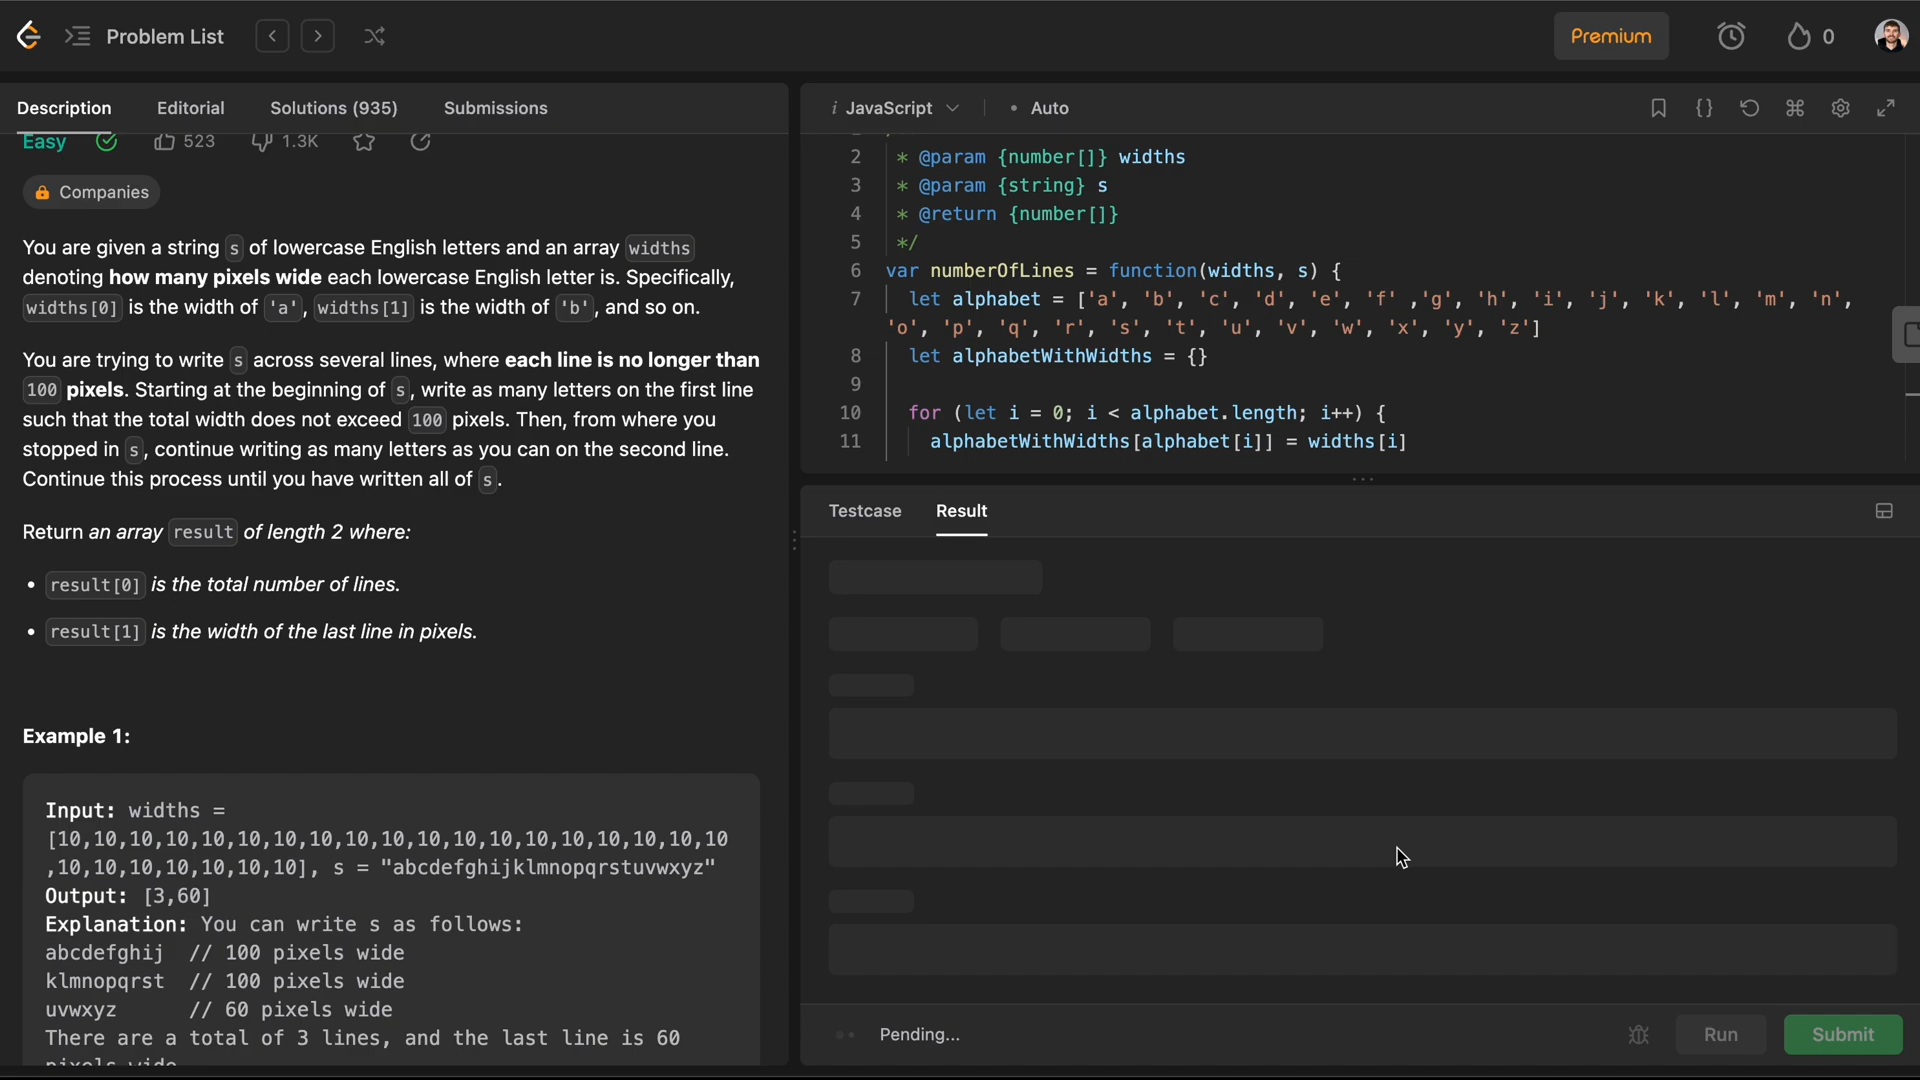 Problem List
Premium
0
Description
Editorial
Solutions (935)
Submissions
Easy
523
1.3K
Companies
You are given a string s of lowercase English letters and an array widths
denoting how many pixels wide each lowercase English letter is. Specifically,
widths[0] is the width of 'a', widths[1] is the width of 'b', and so on.
You are trying to write s across several lines, where each line is no longer than
100 pixels. Starting at the beginning of s, write as many letters on the first line
such that the total width does not exceed 100 pixels. Then, from where you
stopped in s, continue writing as many letters as you can on the second line.
Continue this process until you have written all of s.
Return an array result of length 2 where:
• result[0] is the total number of lines.
• result[1] is the width of the last line in pixels.
Example 1:
Input: widths =
[10,10,10,10,10,10,10,10,10,10,10,10,10,10,10,10,10,10,10
,10,10,10,10,10,10,10], s = "abcdefghijklmnopqrstuvwxyz"
Output: [3,60]
Explanation: You can write s as follows:
abcdefghij // 100 pixels wide
klmnopqrst // 100 pixels wide
uvwxyz // 60 pixels wide
There are a total of 3 lines, and the last line is 60
pixels wide.
i JavaScript
• Auto
2 * @param {number[]} widths
3 * @param {string} s
4 * @return {number[]}
5 */
6 var numberOfLines = function(widths, s) {
7 let alphabet = ['a', 'b', 'c', 'd', 'e', 'f' ,'g', 'h', 'i', 'j', 'k', 'l', 'm', 'n',
'o', 'p', 'q', 'r', 's', 't', 'u', 'v', 'w', 'x', 'y', 'z']
8 let alphabetWithWidths = {}
9
10 for (let i = 0; i < alphabet.length; i++) {
11 alphabetWithWidths[alphabet[i]] = widths[i]
Testcase
Result
Pending...
Run
Submit